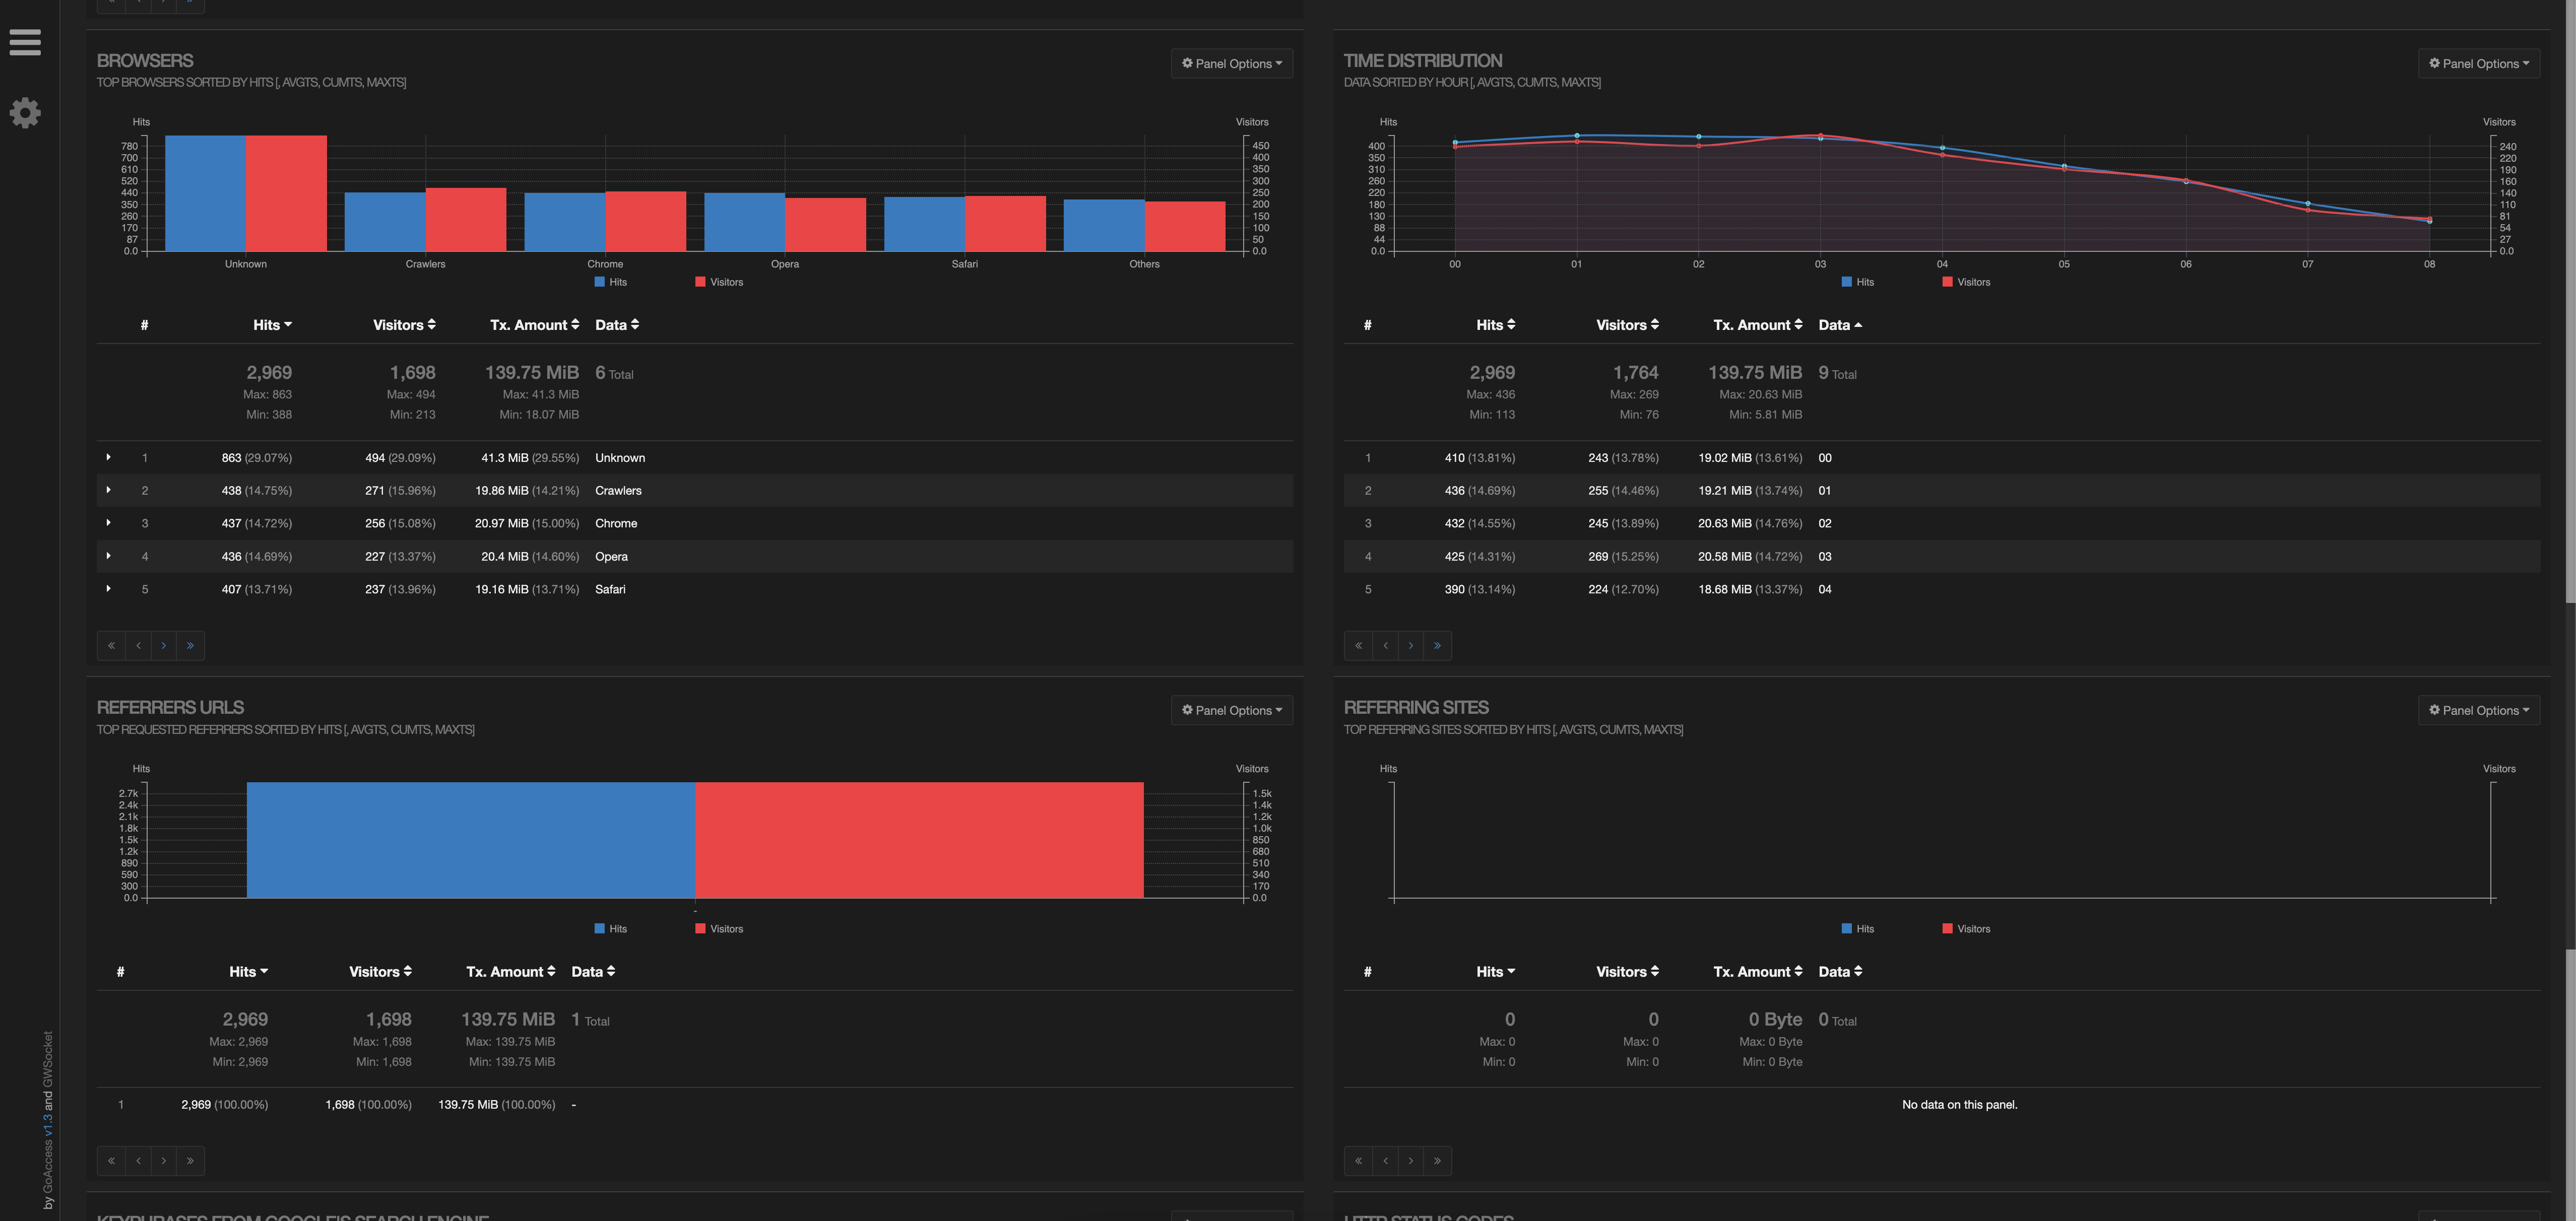 BROWSERS
Panel Options
TOP BROWSERS SORTED BY HITS [, AVGTS, CUMTS, MAXTS]
Hits
Visitors
780
700
610
520
440
350
260
170
87
0.0
450
400
350
300
250
200
150
100
50
0.0
Unknown Crawlers Chrome Opera Safari Others
Hits Visitors
# Hits Visitors Tx. Amount Data
2,969 1,698 139.75 MiB 6 Total
Max: 863 Max: 494 Max: 41.3 MiB
Min: 388 Min: 213 Min: 18.07 MiB
1 863 (29.07%) 494 (29.09%) 41.3 MiB (29.55%) Unknown
2 438 (14.75%) 271 (15.96%) 19.86 MiB (14.21%) Crawlers
3 437 (14.72%) 256 (15.08%) 20.97 MiB (15.00%) Chrome
4 436 (14.69%) 227 (13.37%) 20.4 MiB (14.60%) Opera
5 407 (13.71%) 237 (13.96%) 19.16 MiB (13.71%) Safari
« ‹ › »
TIME DISTRIBUTION
Panel Options
DATA SORTED BY HOUR [, AVGTS, CUMTS, MAXTS]
Hits
Visitors
400
350
310
260
220
180
130
88
44
0.0
240
220
190
160
140
110
81
54
27
0.0
00 01 02 03 04 05 06 07 08
Hits Visitors
# Hits Visitors Tx. Amount Data
2,969 1,764 139.75 MiB 9 Total
Max: 436 Max: 269 Max: 20.63 MiB
Min: 113 Min: 76 Min: 5.81 MiB
1 410 (13.81%) 243 (13.78%) 19.02 MiB (13.61%) 00
2 436 (14.69%) 255 (14.46%) 19.21 MiB (13.74%) 01
3 432 (14.55%) 245 (13.89%) 20.63 MiB (14.76%) 02
4 425 (14.31%) 269 (15.25%) 20.58 MiB (14.72%) 03
5 390 (13.14%) 224 (12.70%) 18.68 MiB (13.37%) 04
« ‹ › »
REFERRERS URLS
Panel Options
TOP REQUESTED REFERRERS SORTED BY HITS [, AVGTS, CUMTS, MAXTS]
Hits
Visitors
2.7k
2.4k
2.1k
1.8k
1.5k
1.2k
890
590
300
0.0
1.5k
1.4k
1.2k
1.0k
850
680
510
340
170
0.0
-
Hits Visitors
# Hits Visitors Tx. Amount Data
2,969 1,698 139.75 MiB 1 Total
Max: 2,969 Max: 1,698 Max: 139.75 MiB
Min: 2,969 Min: 1,698 Min: 139.75 MiB
1 2,969 (100.00%) 1,698 (100.00%) 139.75 MiB (100.00%) -
« ‹ › »
REFERRING SITES
Panel Options
TOP REFERRING SITES SORTED BY HITS [, AVGTS, CUMTS, MAXTS]
Hits
Visitors
Hits Visitors
# Hits Visitors Tx. Amount Data
0 0 0 Byte 0 Total
Max: 0 Max: 0 Max: 0 Byte
Min: 0 Min: 0 Min: 0 Byte
No data on this panel.
« ‹ › »
KEYPHRASES FROM GOOGLE'S SEARCH ENGINE
HTTP STATUS CODES
by GoAccess v1.3 and GWSocket